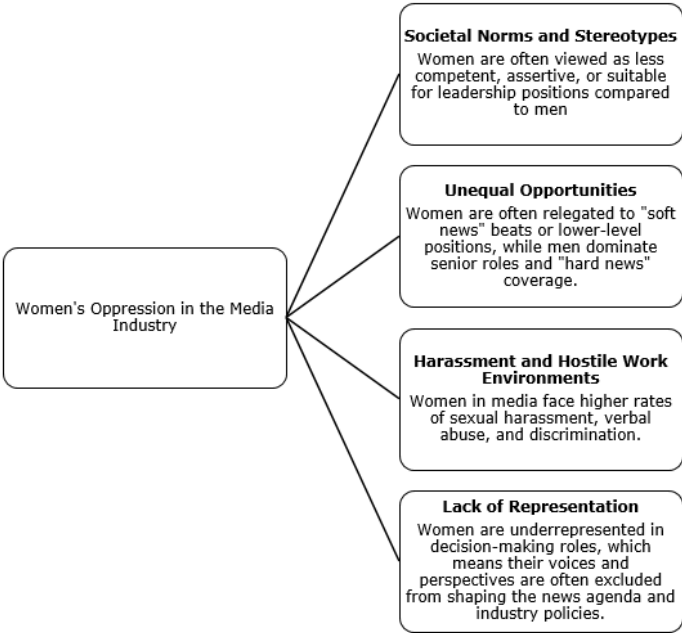 Women's Oppression in the Media
Industry
Societal Norms and Stereotypes
Women are often viewed as less
competent, assertive, or suitable
for leadership positions compared
to men
Unequal Opportunities
Women are often relegated to "soft
news" beats or lower-level
positions, while men dominate
senior roles and "hard news"
coverage.
Harassment and Hostile Work
Environments
Women in media face higher rates
of sexual harassment, verbal
abuse, and discrimination.
Lack of Representation
Women are underrepresented in
decision-making roles, which
means their voices and
perspectives are often excluded
from shaping the news agenda and
industry policies.